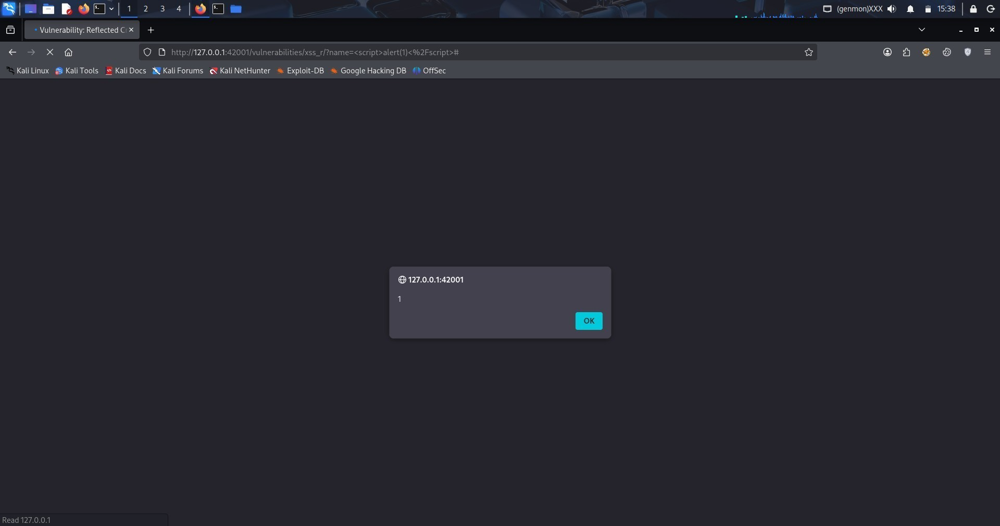 1 2 3 4 (genmon)XXX 15:38
Vulnerability: Reflected C
http://127.0.0.1:42001/vulnerabilities/xss_r/?name=<script>alert(1)<%2Fscript>#
Kali Linux Kali Tools Kali Docs Kali Forums Kali NetHunter Exploit-DB Google Hacking DB OffSec
127.0.0.1:42001
1
OK
Read 127.0.0.1